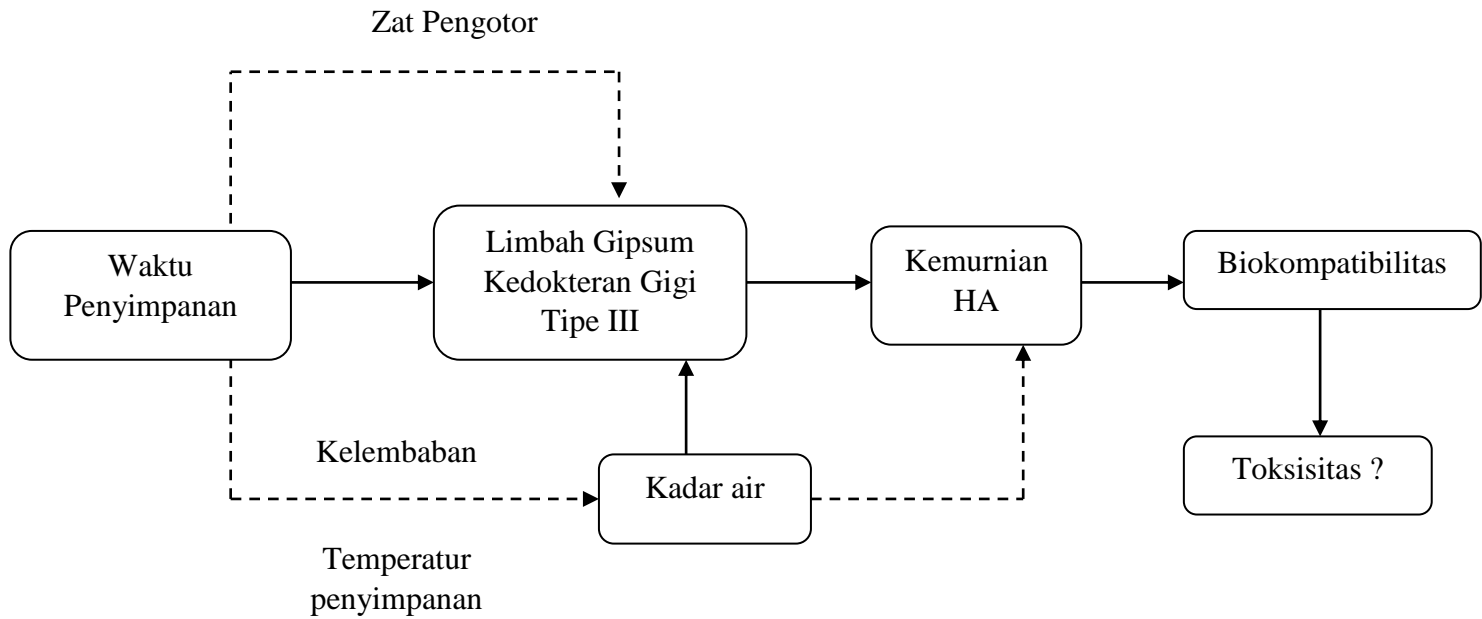 Zat Pengotor
Waktu
Penyimpanan
Limbah Gipsum
Kedokteran Gigi
Tipe III
Kemurnian
HA
Biokompatibilitas
Kelembaban
Kadar air
Toksisitas ?
Temperatur
penyimpanan